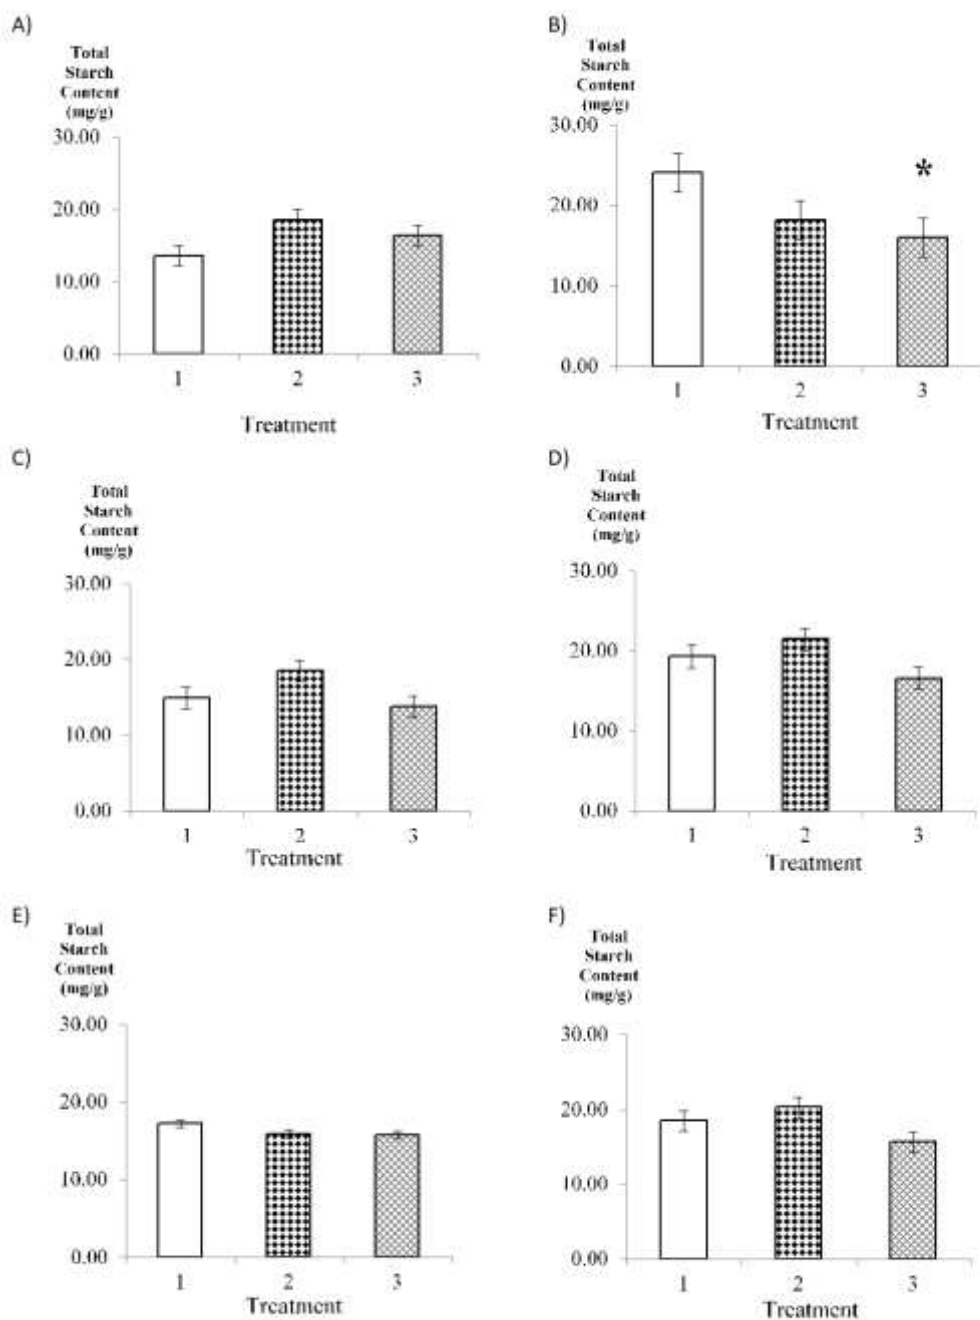 A)
Total
Starch
Content
(mg/g)
30.00
20.00
10.00
0.00
1 2 3
Treatment
B)
Total
Starch
Content
(mg/g)
30.00
20.00
10.00
0.00
*
1 2 3
Treatment
C)
Total
Starch
Content
(mg/g)
30.00
20.00
10.00
0.00
1 2 3
Treatment
D)
Total
Starch
Content
(mg/g)
30.00
20.00
10.00
0.00
1 2 3
Treatment
E)
Total
Starch
Content
(mg/g)
30.00
20.00
10.00
0.00
1 2 3
Treatment
F)
Total
Starch
Content
(mg/g)
30.00
20.00
10.00
0.00
1 2 3
Treatment